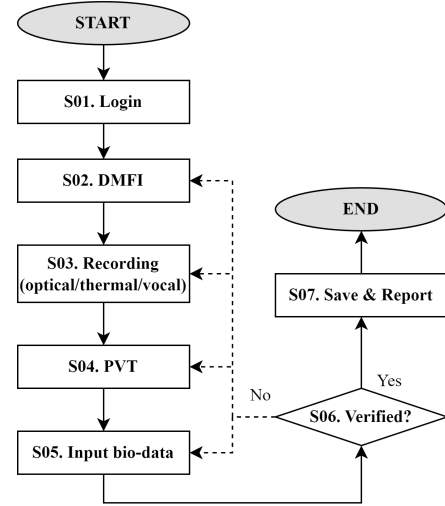 START
S01. Login
S02. DMFI
S03. Recording
(optical/thermal/vocal)
S04. PVT
S05. Input bio-data
END
S07. Save & Report
Yes
No
S06. Verified?